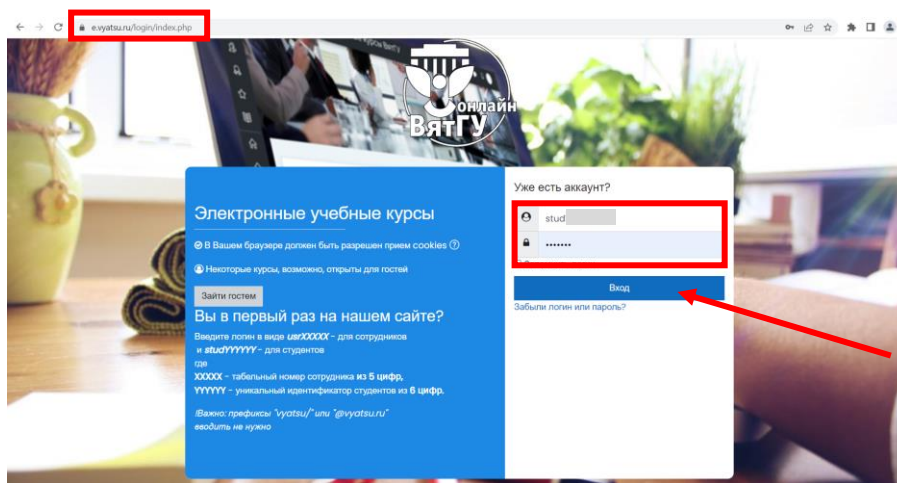 e.vyatsu.ru/login/index.php
онлайн
ВятГУ
Уже есть аккаунт?
Электронные учебные курсы
stud
•••••••
В Вашем браузере должен быть разрешен прием cookies
Некоторые курсы, возможно, открыты для гостей
Вход
Зайти гостем
Забыли логин или пароль?
Вы в первый раз на нашем сайте?
Введите логин в виде usrXXXXX - для сотрудников
и studYYYYYY - для студентов
где
XXXXX - табельный номер сотрудника из 5 цифр,
YYYYYY - уникальный идентификатор студентов из 6 цифр.
!Важно: префиксы "vyatsu/" или "@vyatsu.ru"
вводить не нужно